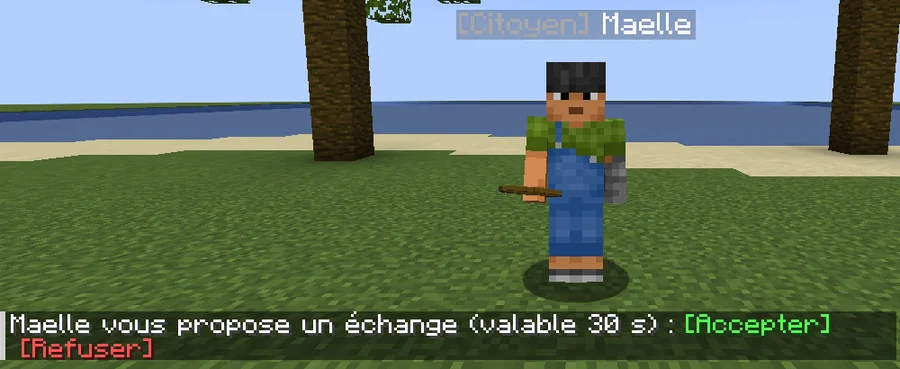 [Citoyen] Maelle
Maelle vous propose un échange (valable 30 s) : [Accepter]
[Refuser]